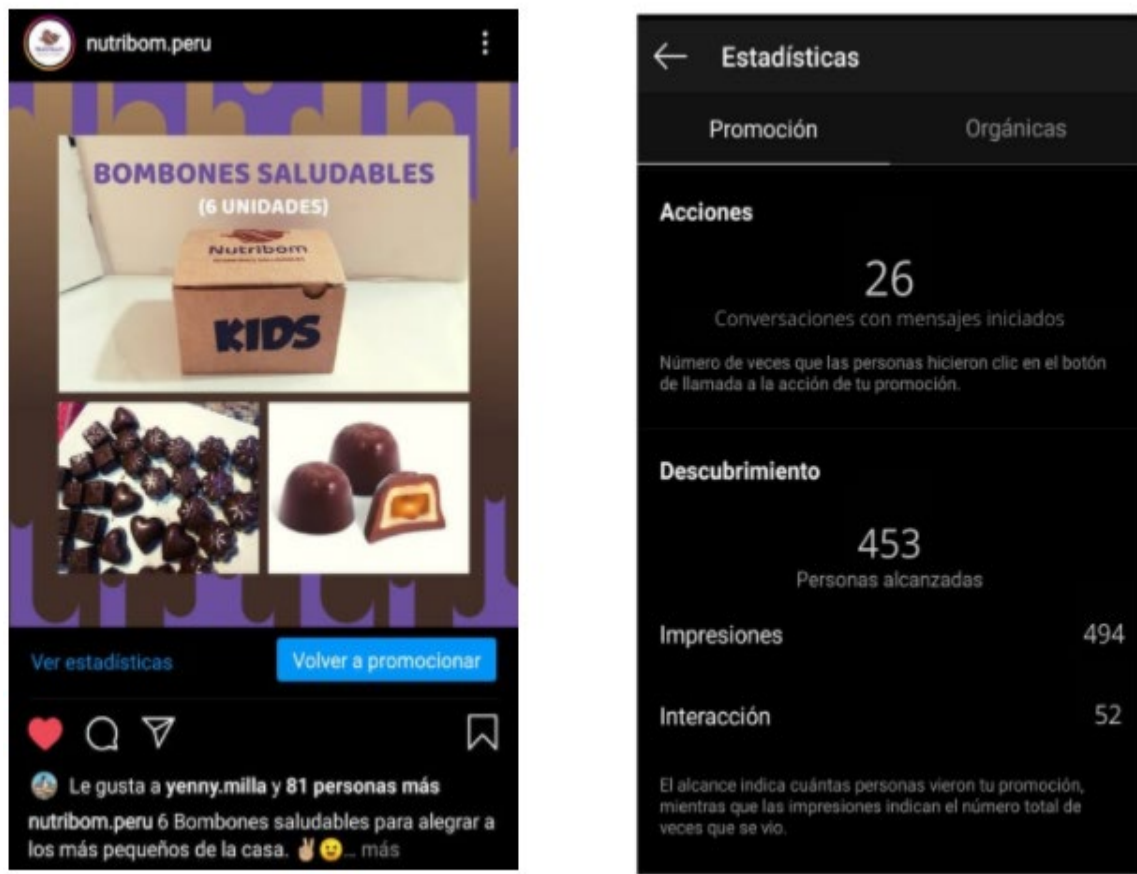 nutribom.peru
BOMBONES SALUDABLES
(6 UNIDADES)
Nutribom
BOMBONES SALUDABLES
KIDS
Ver estadísticas
Volver a promocionar
Le gusta a yenny.milla y 81 personas más
nutribom.peru 6 Bombones saludables para alegrar a
los más pequeños de la casa. ✌🏼😉... más
Estadísticas
Promoción
Orgánicas
Acciones
26
Conversaciones con mensajes iniciados
Número de veces que las personas hicieron clic en el botón
de llamada a la acción de tu promoción.
Descubrimiento
453
Personas alcanzadas
Impresiones 494
Interacción 52
El alcance indica cuántas personas vieron tu promoción,
mientras que las impresiones indican el número total de
veces que se vio.